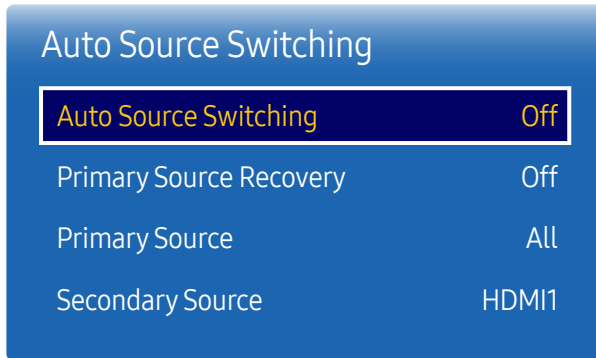 Auto Source Switching
Auto Source Switching Off
Primary Source Recovery Off
Primary Source All
Secondary Source HDMI1